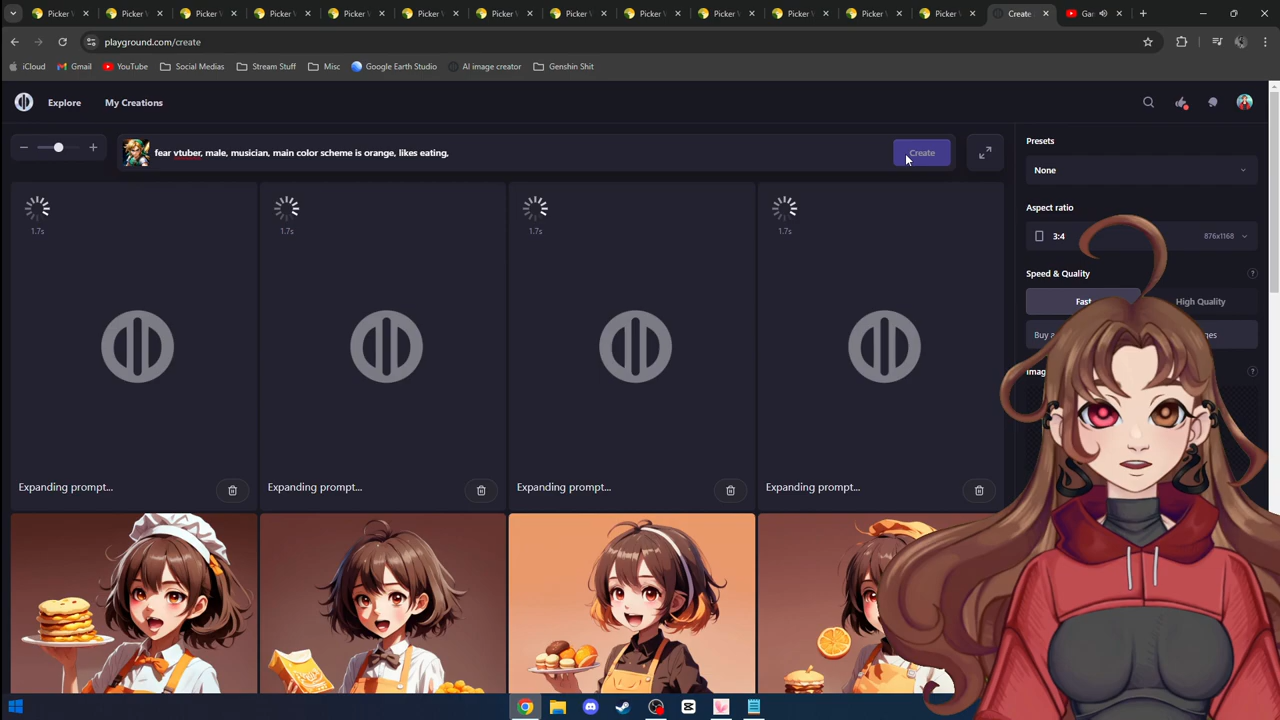 Picker
Picker
Picker
Picker
Picker
Picker
Picker
Picker
Picker
Picker
Picker
Picker
Picker
Create
playground.com/create
iCloud
Gmail
YouTube
Social Medias
Stream Stuff
Misc
Google Earth Studio
AI image creator
Genshin Shit
Explore
My Creations
fear vtuber, male, musician, main color scheme is orange, likes eating,
Create
Presets
None
Aspect ratio
3:4
876x1168
Speed & Quality
Fast
High Quality
Buy a
1.7s
1.7s
1.7s
1.7s
Expanding prompt...
Expanding prompt...
Expanding prompt...
Expanding prompt...